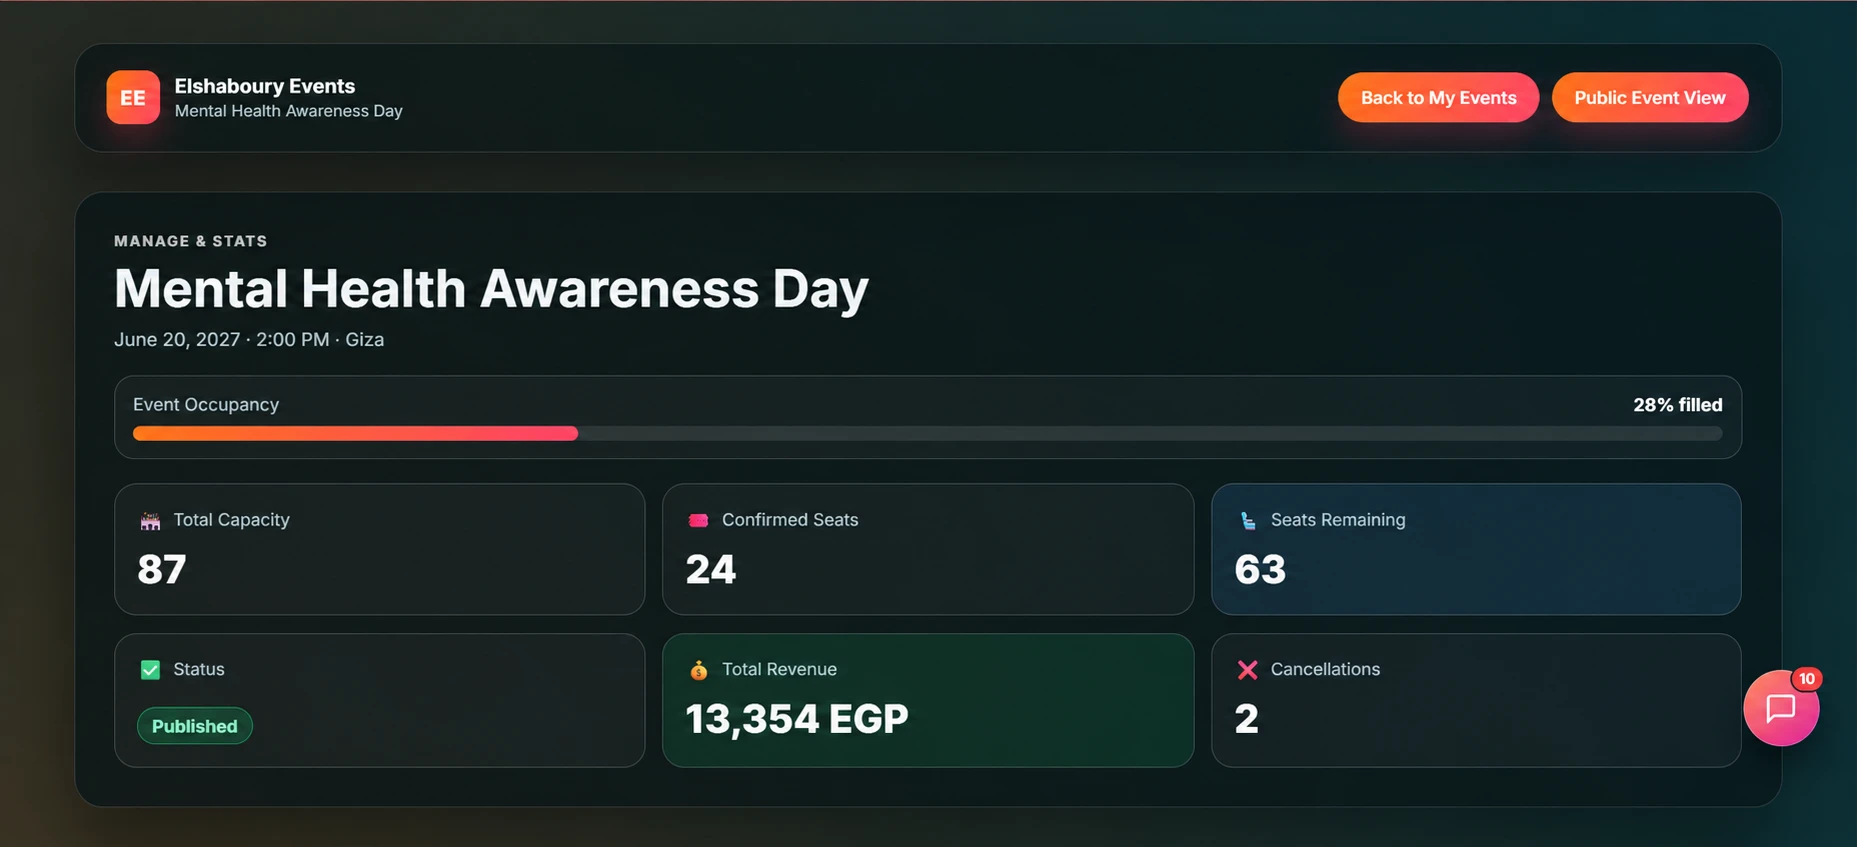 EE
Elshaboury Events
Mental Health Awareness Day
Back to My Events
Public Event View
MANAGE & STATS
Mental Health Awareness Day
June 20, 2027 · 2:00 PM · Giza
Event Occupancy
28% filled
Total Capacity
87
Confirmed Seats
24
Seats Remaining
63
Status
Published
Total Revenue
13,354 EGP
Cancellations
2
10